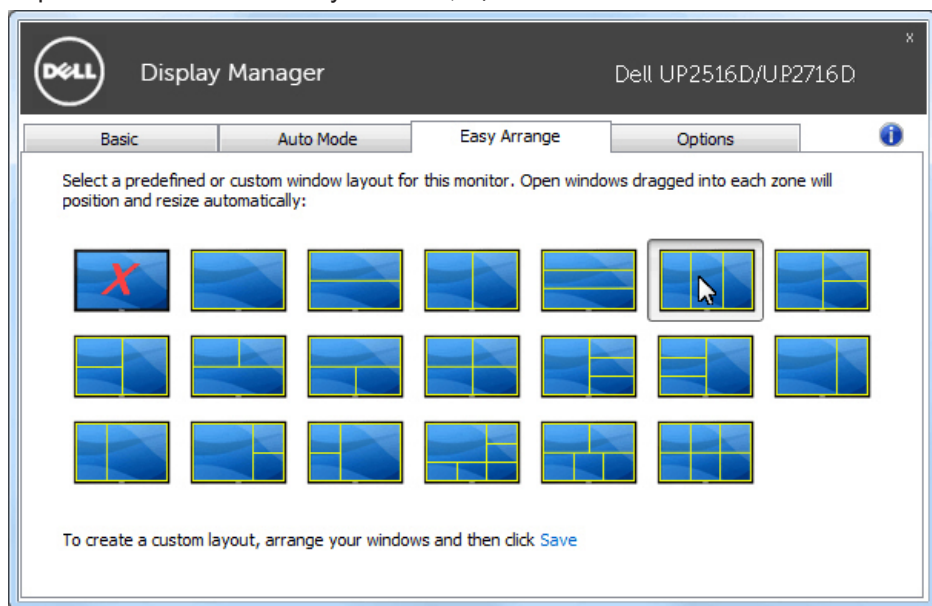 DELL Display Manager Dell UP2516D/UP2716D
x
Basic Auto Mode Easy Arrange Options
Select a predefined or custom window layout for this monitor. Open windows dragged into each zone will
position and resize automatically:
X
To create a custom layout, arrange your windows and then click Save